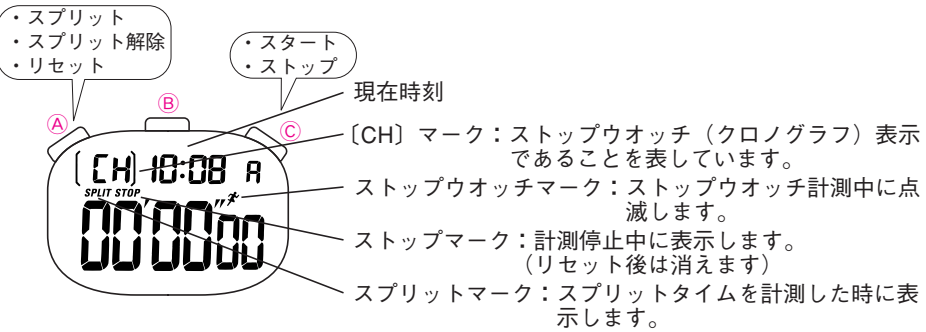 ・スプリット
・スプリット解除
・リセット
・スタート
・ストップ
Ⓐ
Ⓑ
Ⓒ
[CH] 10:08 A
SPLIT STOP
00'00"00
現在時刻
〔CH〕マーク：ストップウオッチ（クロノグラフ）表示
であることを表しています。
ストップウオッチマーク：ストップウオッチ計測中に点
滅します。
ストップマーク：計測停止中に表示します。
（リセット後は消えます）
スプリットマーク：スプリットタイムを計測した時に表
示します。